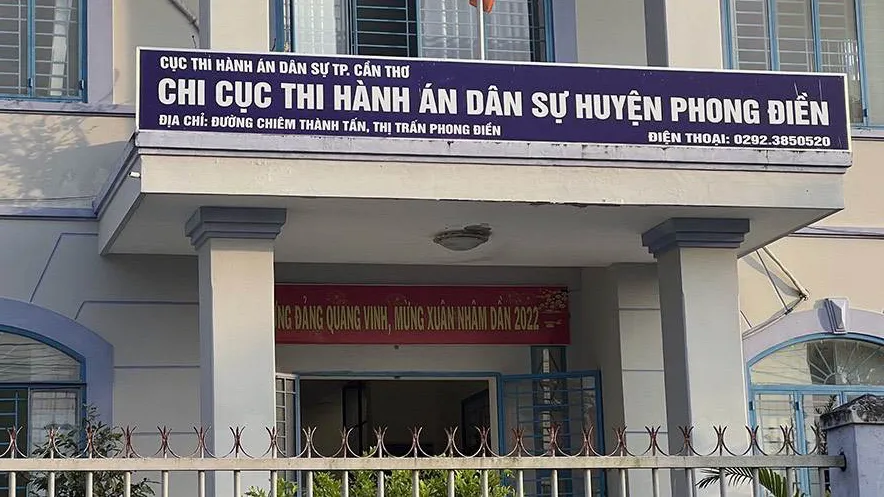 CỤC THI HÀNH ÁN DÂN SỰ TP. CẦN THƠ
CHI CỤC THI HÀNH ÁN DÂN SỰ HUYỆN PHONG ĐIỀN
ĐỊA CHỈ: ĐƯỜNG CHIÊM THÀNH TẤN, THỊ TRẤN PHONG ĐIỀN
ĐIỆN THOẠI: 0292.3850520
ĐẢNG QUANG VINH, MỪNG XUÂN NHÂM DẦN 2022